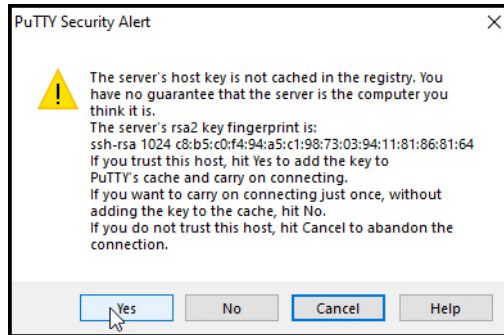 PuTTY Security Alert
The server's host key is not cached in the registry. You
have no guarantee that the server is the computer you
think it is.
The server's rsa2 key fingerprint is:
ssh-rsa 1024 c8:b5:c0:f4:94:a5:c1:98:73:03:94:11:81:86:81:64
If you trust this host, hit Yes to add the key to
PuTTY's cache and carry on connecting.
If you want to carry on connecting just once, without
adding the key to the cache, hit No.
If you do not trust this host, hit Cancel to abandon the
connection.
Yes No Cancel Help